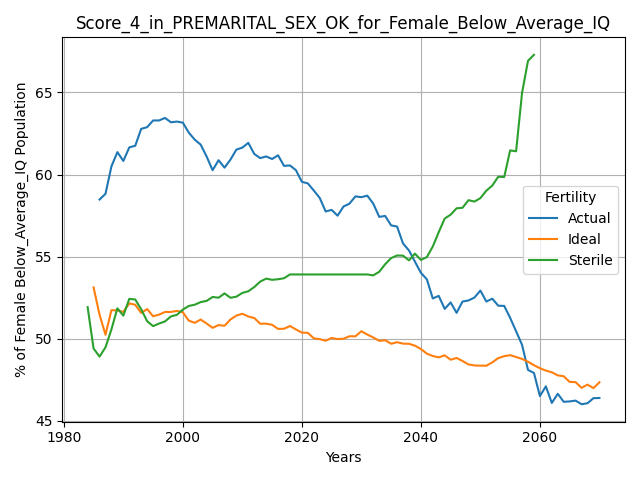 Score_4_in_PREMARITAL_SEX_OK_for_Female_Below_Average_IQ
% of Female Below_Average_IQ Population
65
60
55
50
45
Fertility
Actual
Ideal
Sterile
1980
2000
2020
2040
2060
Years